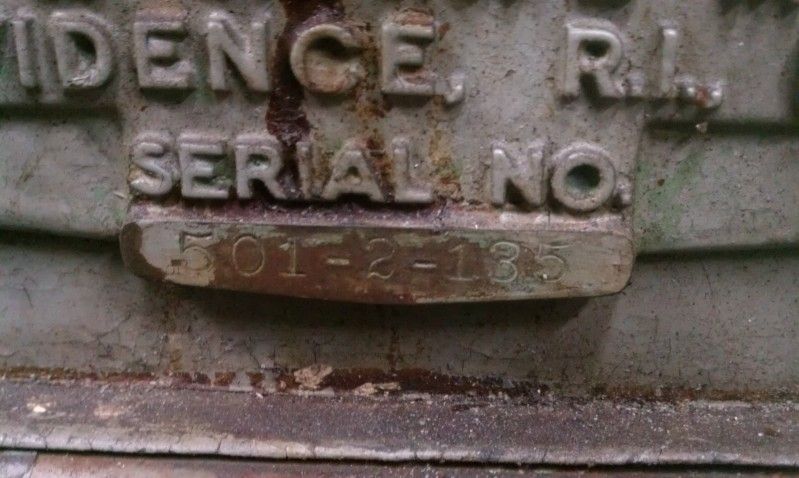 IDENCE, R.I.,
SERIAL NO.
501-2-135